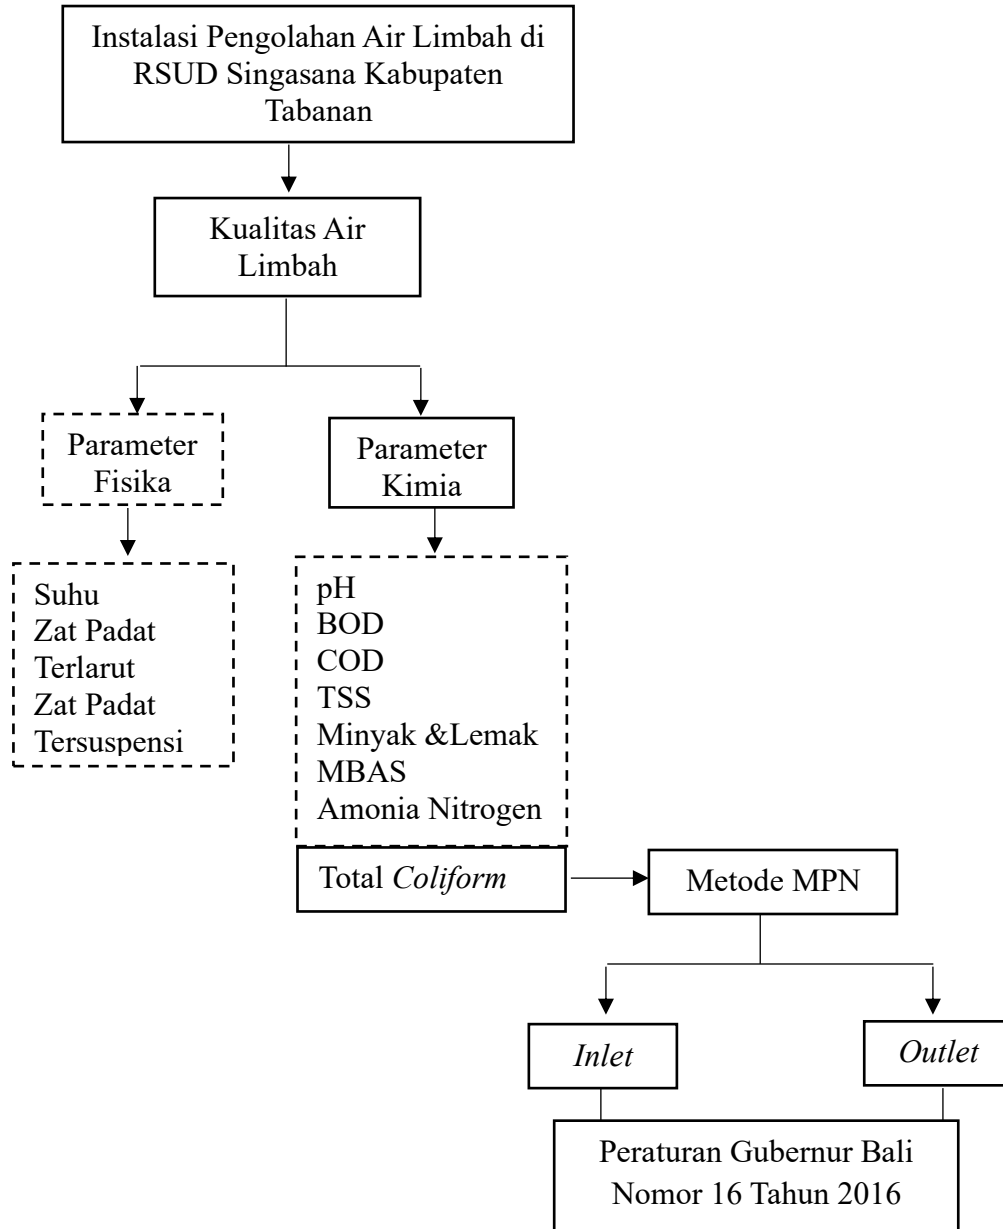 Instalasi Pengolahan Air Limbah di
RSUD Singasana Kabupaten
Tabanan
Kualitas Air
Limbah
Parameter
Fisika
Parameter
Kimia
Suhu
Zat Padat
Terlarut
Zat Padat
Tersuspensi
pH
BOD
COD
TSS
Minyak &Lemak
MBAS
Amonia Nitrogen
Total Coliform
Metode MPN
Inlet
Outlet
Peraturan Gubernur Bali
Nomor 16 Tahun 2016